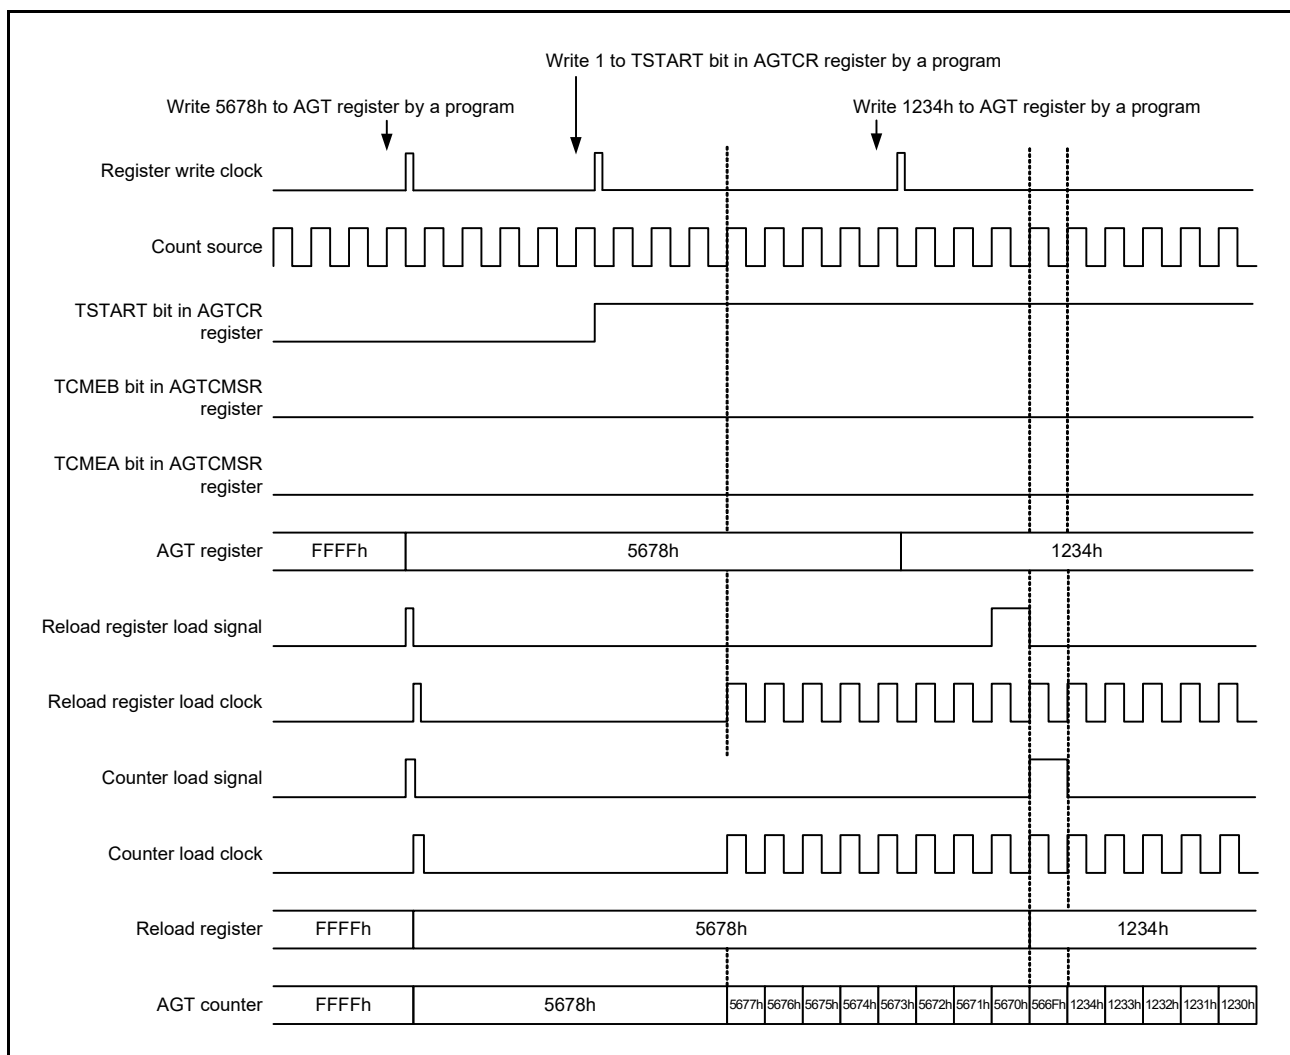 Write 1 to TSTART bit in AGTCR register by a program
Write 5678h to AGT register by a program
Write 1234h to AGT register by a program
Register write clock
Count source
TSTART bit in AGTCR
register
TCMEB bit in AGTCMSR
register
TCMEA bit in AGTCMSR
register
AGT register FFFFh 5678h 1234h
Reload register load signal
Reload register load clock
Counter load signal
Counter load clock
Reload register FFFFh 5678h 1234h
AGT counter FFFFh 5678h 5677h 5676h 5675h 5674h 5673h 5672h 5671h 5670h 566Fh 1234h 1233h 1232h 1231h 1230h